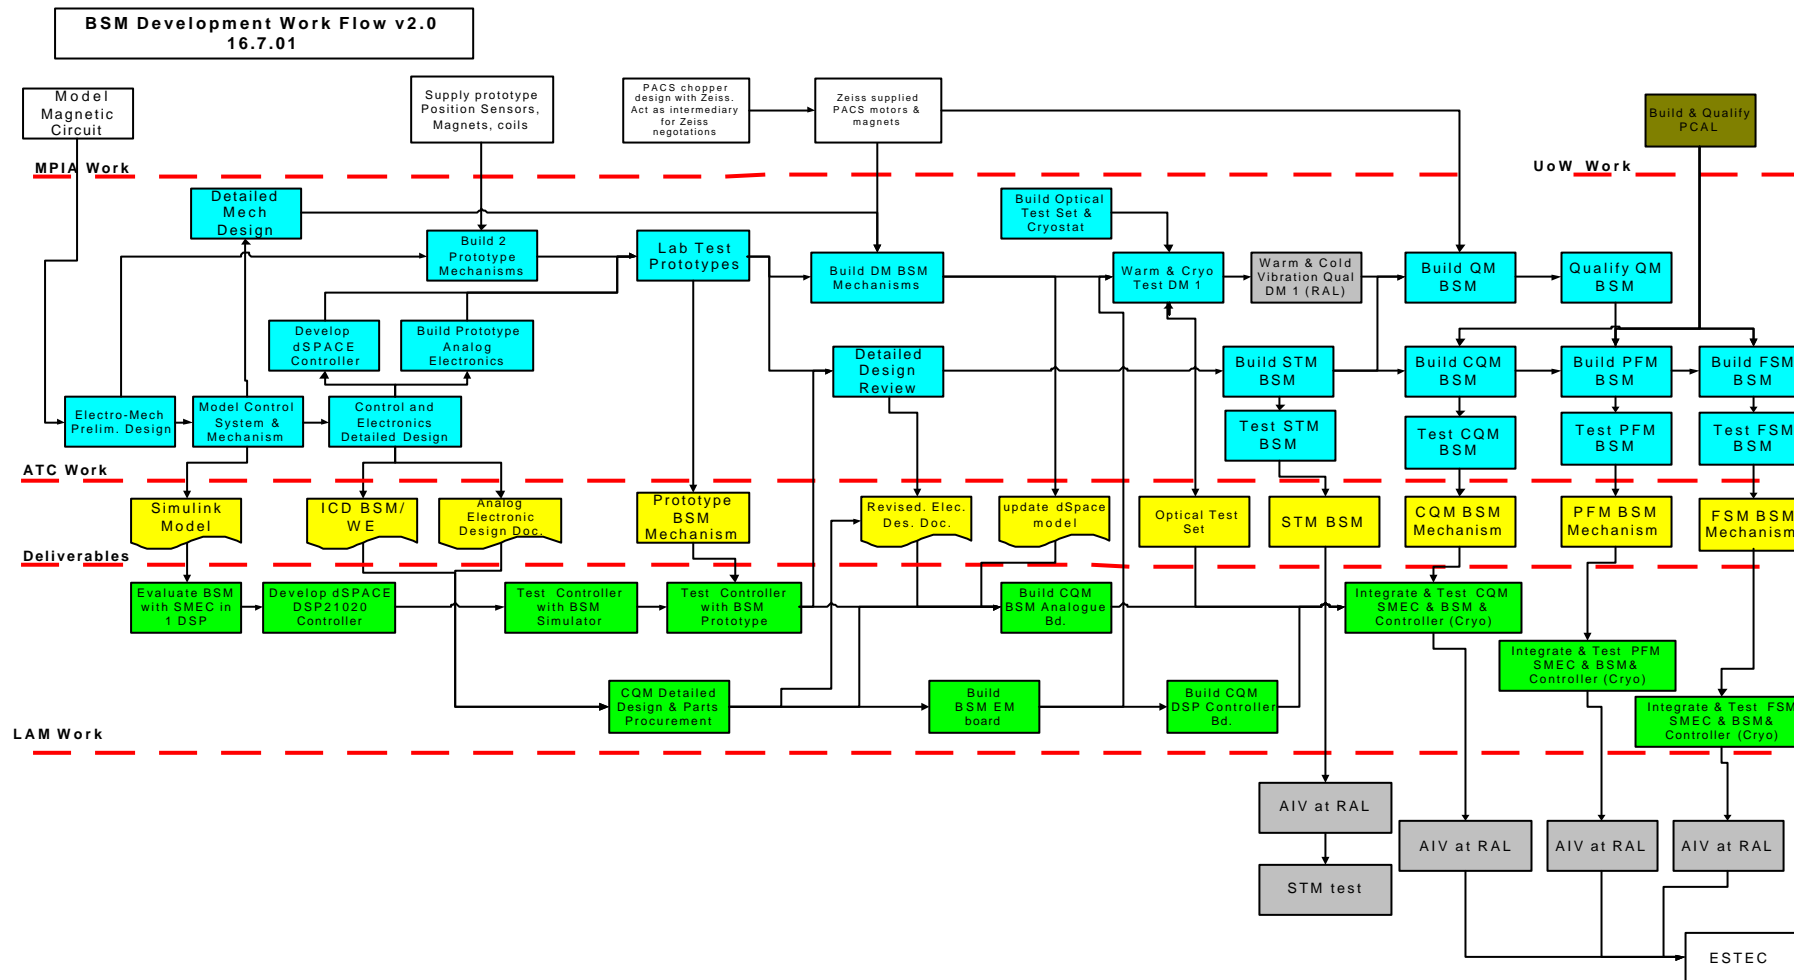 BSM Development Work Flow v2.0
16.7.01
Model
Magnetic
Circuit
Supply prototype
Position Sensors,
Magnets, coils
PACS chopper
design with Zeiss.
Act as intermediary
for Zeiss
negotations
Zeiss supplied
PACS motors &
magnets
Build & Qualify
PCAL
MPIA Work
UoW Work
Detailed
Mech
Design
Build 2
Prototype
Mechanisms
Lab Test
Prototypes
Build DM BSM
Mechanisms
Build Optical
Test Set &
Cryostat
Warm & Cryo
Test DM 1
Warm & Cold
Vibration Qual
DM 1 (RAL)
Build QM
BSM
Qualify QM
BSM
Develop
dSPACE
Controller
Build Prototype
Analog
Electronics
Detailed
Design
Review
Build STM
BSM
Build CQM
BSM
Build PFM
BSM
Build FSM
BSM
Electro-Mech
Prelim. Design
Model Control
System &
Mechanism
Control and
Electronics
Detailed Design
Test STM
BSM
Test CQM
BSM
Test PFM
BSM
Test FSM
BSM
ATC Work
Simulink
Model
ICD BSM/
WE
Analog
Electronic
Design Doc.
Prototype
BSM
Mechanism
Revised. Elec.
Des. Doc.
update dSpace
model
Optical Test
Set
STM BSM
CQM BSM
Mechanism
PFM BSM
Mechanism
FSM BSM
Mechanism
Deliverables
Evaluate BSM
with SMEC in
1 DSP
Develop dSPACE
DSP21020
Controller
Test Controller
with BSM
Simulator
Test Controller
with BSM
Prototype
Build CQM
BSM Analogue
Bd.
Integrate & Test CQM
SMEC & BSM &
Controller (Cryo)
Integrate & Test PFM
SMEC & BSM&
Controller (Cryo)
CQM Detailed
Design & Parts
Procurement
Build
BSM EM
board
Build CQM
DSP Controller
Bd.
Integrate & Test FSM
SMEC & BSM&
Controller (Cryo)
LAM Work
AIV at RAL
AIV at RAL
AIV at RAL
AIV at RAL
STM test
ESTEC